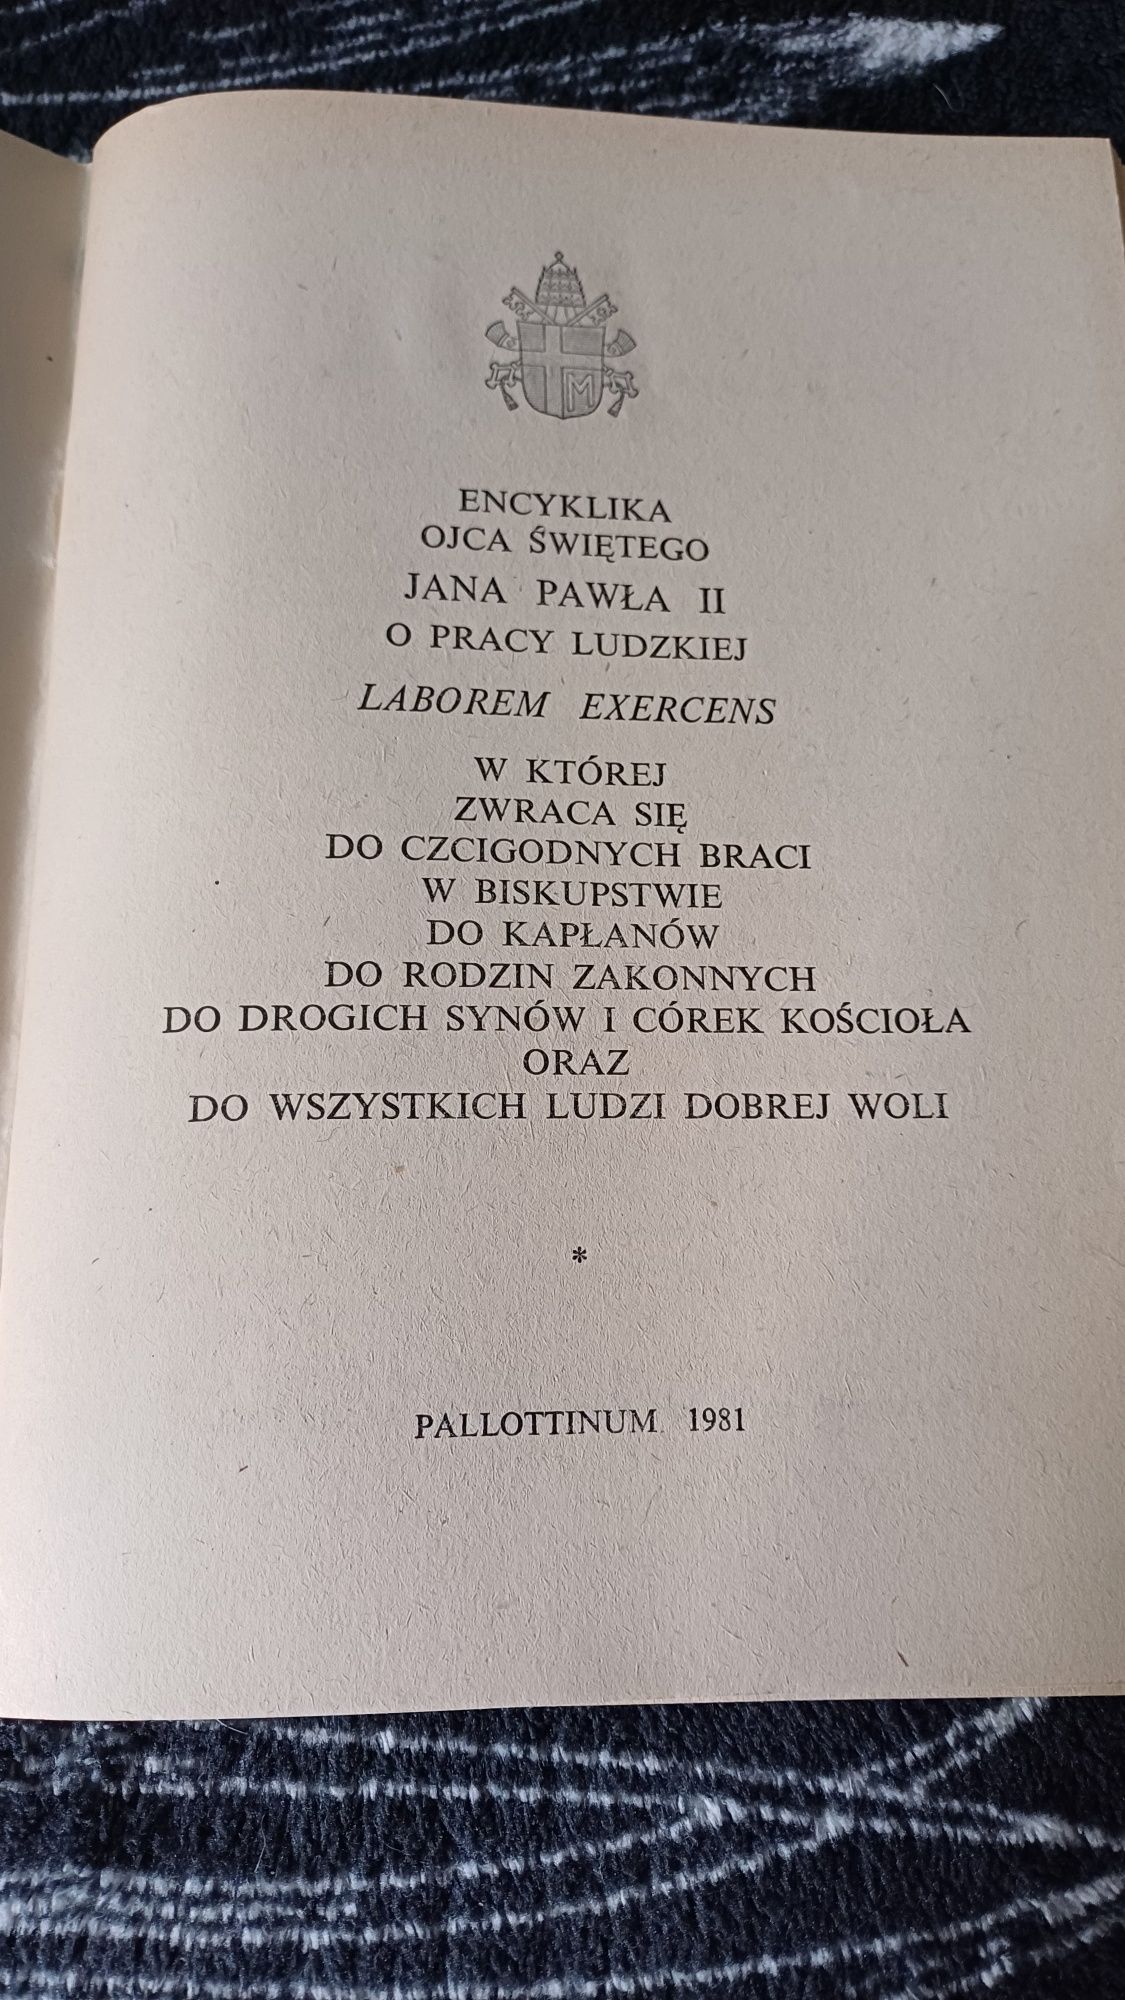 M
ENCYKLIKA
OJCA ŚWIĘTEGO
JANA PAWŁA II
O PRACY LUDZKIEJ
LABOREM EXERCENS
W KTÓREJ
ZWRACA SIĘ
DO CZCIGODNYCH BRACI
W BISKUPSTWIE
DO KAPŁANÓW
DO RODZIN ZAKONNYCH
DO DROGICH SYNÓW I CÓREK KOŚCIOŁA
ORAZ
DO WSZYSTKICH LUDZI DOBREJ WOLI
*
PALLOTTINUM 1981